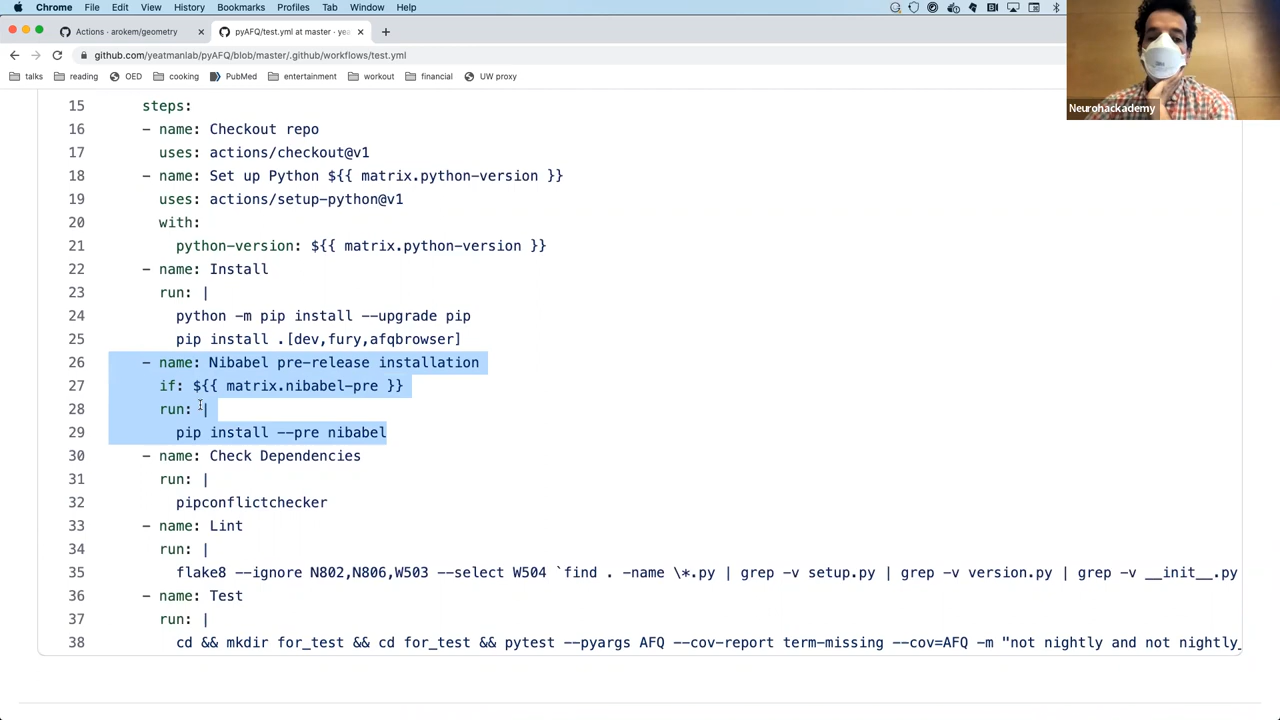 Chrome File Edit View History Bookmarks Profiles Tab Window Help
Actions · arokem/geometry × pyAFQ/test.yml at master · yea × +
github.com/yeatmanlab/pyAFQ/blob/master/.github/workflows/test.yml
talks reading OED cooking PubMed entertainment workout financial UW proxy
Neurohackademy
15 steps:
16 - name: Checkout repo
17 uses: actions/checkout@v1
18 - name: Set up Python ${{ matrix.python-version }}
19 uses: actions/setup-python@v1
20 with:
21 python-version: ${{ matrix.python-version }}
22 - name: Install
23 run: |
24 python -m pip install --upgrade pip
25 pip install .[dev,fury,afqbrowser]
26 - name: Nibabel pre-release installation
27 if: ${{ matrix.nibabel-pre }}
28 run: |
29 pip install --pre nibabel
30 - name: Check Dependencies
31 run: |
32 pipconflictchecker
33 - name: Lint
34 run: |
35 flake8 --ignore N802,N806,W503 --select W504 `find . -name \*.py | grep -v setup.py | grep -v version.py | grep -v __init__.py
36 - name: Test
37 run: |
38 cd && mkdir for_test && cd for_test && pytest --pyargs AFQ --cov-report term-missing --cov=AFQ -m "not nightly and not nightly_